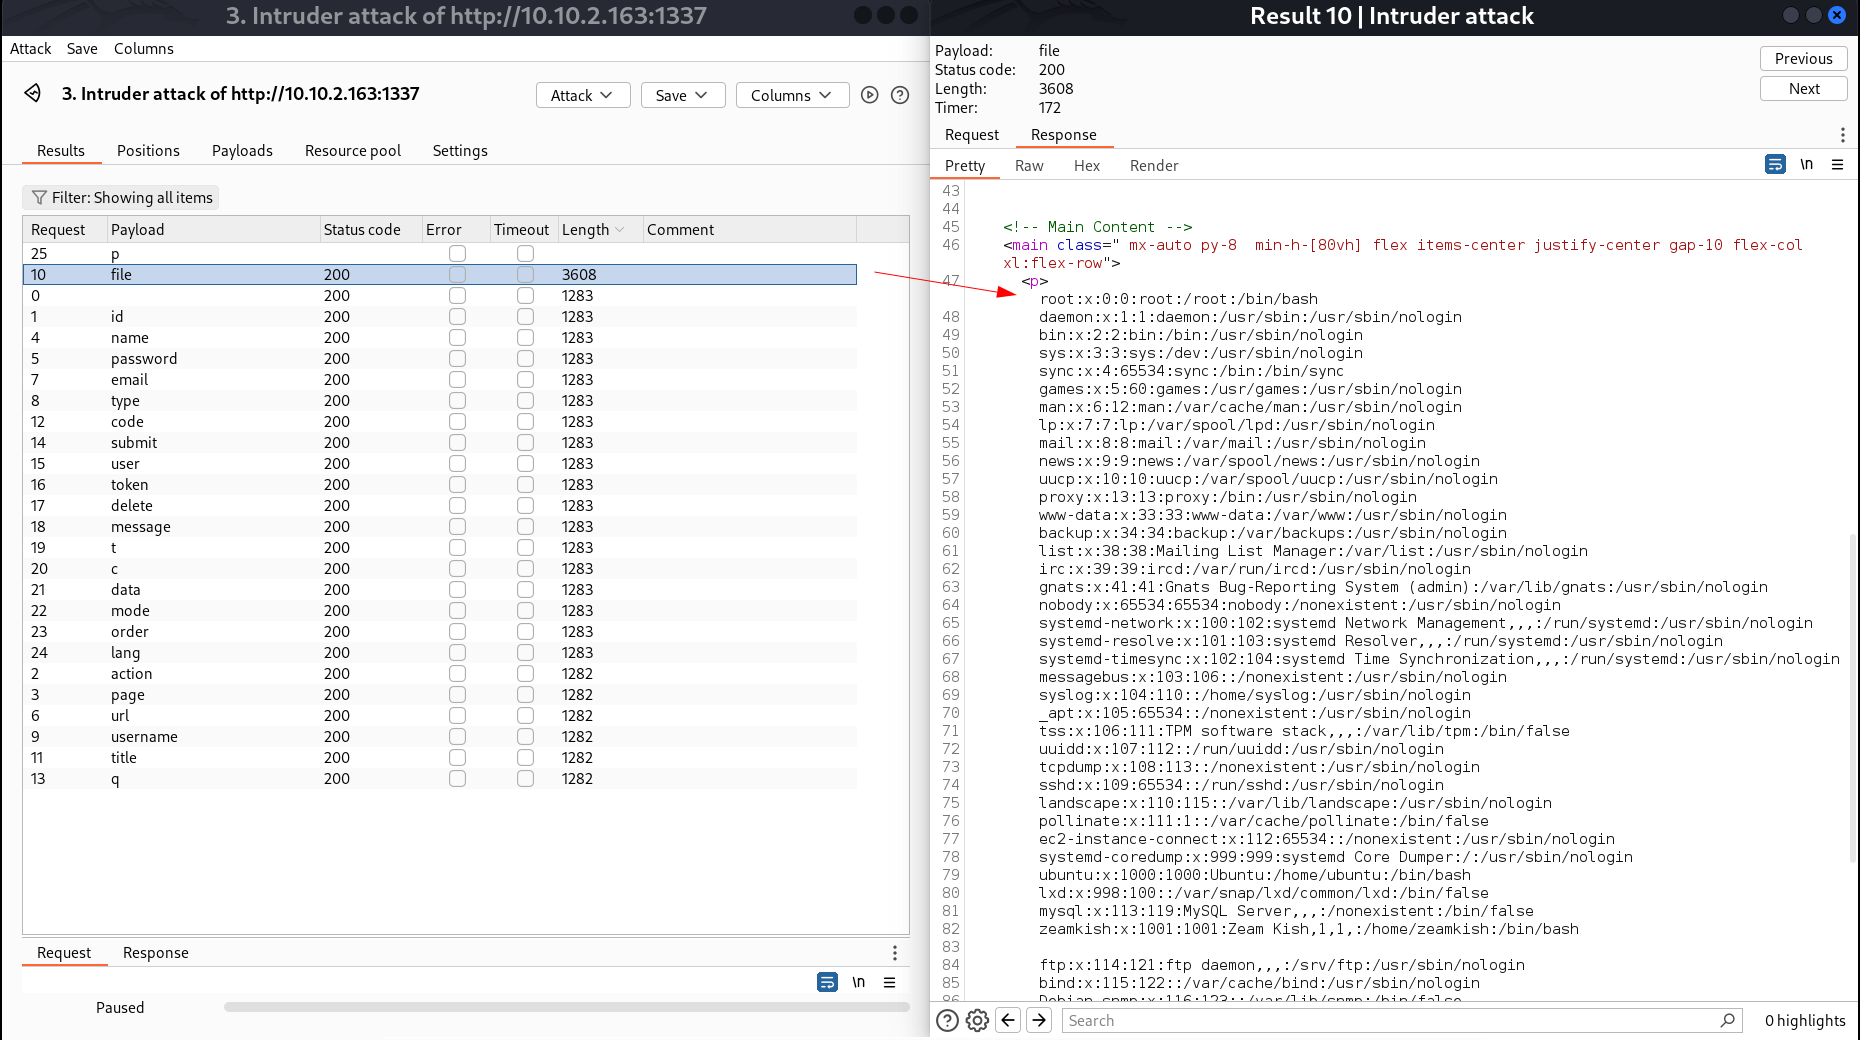 3. Intruder attack of http://10.10.2.163:1337
Attack Save Columns
3. Intruder attack of http://10.10.2.163:1337
Attack Save Columns
Results Positions Payloads Resource pool Settings
Filter: Showing all items
Request Payload Status code Error Timeout Length Comment
25 p
10 file 200 3608
0 200 1283
1 id 200 1283
4 name 200 1283
5 password 200 1283
7 email 200 1283
8 type 200 1283
12 code 200 1283
14 submit 200 1283
15 user 200 1283
16 token 200 1283
17 delete 200 1283
18 message 200 1283
19 t 200 1283
20 c 200 1283
21 data 200 1283
22 mode 200 1283
23 order 200 1283
24 lang 200 1283
2 action 200 1282
3 page 200 1282
6 url 200 1282
9 username 200 1282
11 title 200 1282
13 q 200 1282
Request Response
\n
Paused
Result 10 | Intruder attack
Payload: file
Status code: 200
Length: 3608
Timer: 172
Previous
Next
Request Response
Pretty Raw Hex Render
\n
43
44
45 <!-- Main Content -->
46 <main class=" mx-auto py-8  min-h-[80vh] flex items-center justify-center gap-10 flex-col
xl:flex-row">
47 <p>
root:x:0:0:root:/root:/bin/bash
48 daemon:x:1:1:daemon:/usr/sbin:/usr/sbin/nologin
49 bin:x:2:2:bin:/bin:/usr/sbin/nologin
50 sys:x:3:3:sys:/dev:/usr/sbin/nologin
51 sync:x:4:65534:sync:/bin:/bin/sync
52 games:x:5:60:games:/usr/games:/usr/sbin/nologin
53 man:x:6:12:man:/var/cache/man:/usr/sbin/nologin
54 lp:x:7:7:lp:/var/spool/lpd:/usr/sbin/nologin
55 mail:x:8:8:mail:/var/mail:/usr/sbin/nologin
56 news:x:9:9:news:/var/spool/news:/usr/sbin/nologin
57 uucp:x:10:10:uucp:/var/spool/uucp:/usr/sbin/nologin
58 proxy:x:13:13:proxy:/bin:/usr/sbin/nologin
59 www-data:x:33:33:www-data:/var/www:/usr/sbin/nologin
60 backup:x:34:34:backup:/var/backups:/usr/sbin/nologin
61 list:x:38:38:Mailing List Manager:/var/list:/usr/sbin/nologin
62 irc:x:39:39:ircd:/var/run/ircd:/usr/sbin/nologin
63 gnats:x:41:41:Gnats Bug-Reporting System (admin):/var/lib/gnats:/usr/sbin/nologin
64 nobody:x:65534:65534:nobody:/nonexistent:/usr/sbin/nologin
65 systemd-network:x:100:102:systemd Network Management,,,:/run/systemd:/usr/sbin/nologin
66 systemd-resolve:x:101:103:systemd Resolver,,,:/run/systemd:/usr/sbin/nologin
67 systemd-timesync:x:102:104:systemd Time Synchronization,,,:/run/systemd:/usr/sbin/nologin
68 messagebus:x:103:106::/nonexistent:/usr/sbin/nologin
69 syslog:x:104:110::/home/syslog:/usr/sbin/nologin
70 _apt:x:105:65534::/nonexistent:/usr/sbin/nologin
71 tss:x:106:111:TPM software stack,,,:/var/lib/tpm:/bin/false
72 uuidd:x:107:112::/run/uuidd:/usr/sbin/nologin
73 tcpdump:x:108:113::/nonexistent:/usr/sbin/nologin
74 sshd:x:109:65534::/run/sshd:/usr/sbin/nologin
75 landscape:x:110:115::/var/lib/landscape:/usr/sbin/nologin
76 pollinate:x:111:1::/var/cache/pollinate:/bin/false
77 ec2-instance-connect:x:112:65534::/nonexistent:/usr/sbin/nologin
78 systemd-coredump:x:999:999:systemd Core Dumper:/:/usr/sbin/nologin
79 ubuntu:x:1000:1000:Ubuntu:/home/ubuntu:/bin/bash
80 lxd:x:998:100::/var/snap/lxd/common/lxd:/bin/false
81 mysql:x:113:119:MySQL Server,,,:/nonexistent:/bin/false
82 zeamkish:x:1001:1001:Zeam Kish,1,1,:/home/zeamkish:/bin/bash
83
84 ftp:x:114:121:ftp daemon,,,:/srv/ftp:/usr/sbin/nologin
85 bind:x:115:122::/var/cache/bind:/usr/sbin/nologin
86 Debian-snmp:x:116:123::/var/lib/snmp:/bin/false
Search
0 highlights